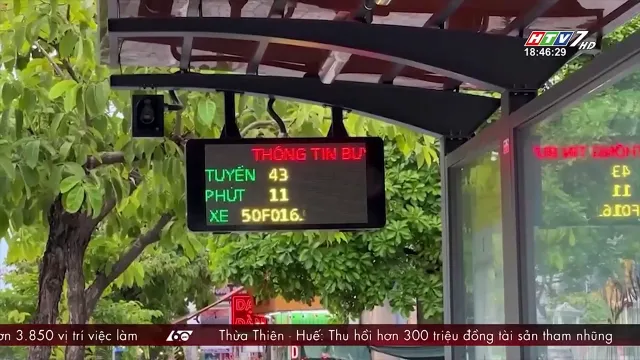 HTV7 HD
18:46:29
THÔNG TIN BU
TUYẾN 43
PHÚT 11
XE 50F016.
ơn 3.850 vị trí việc làm
Thừa Thiên - Huế: Thu hồi hơn 300 triệu đồng tài sản tham nhũng